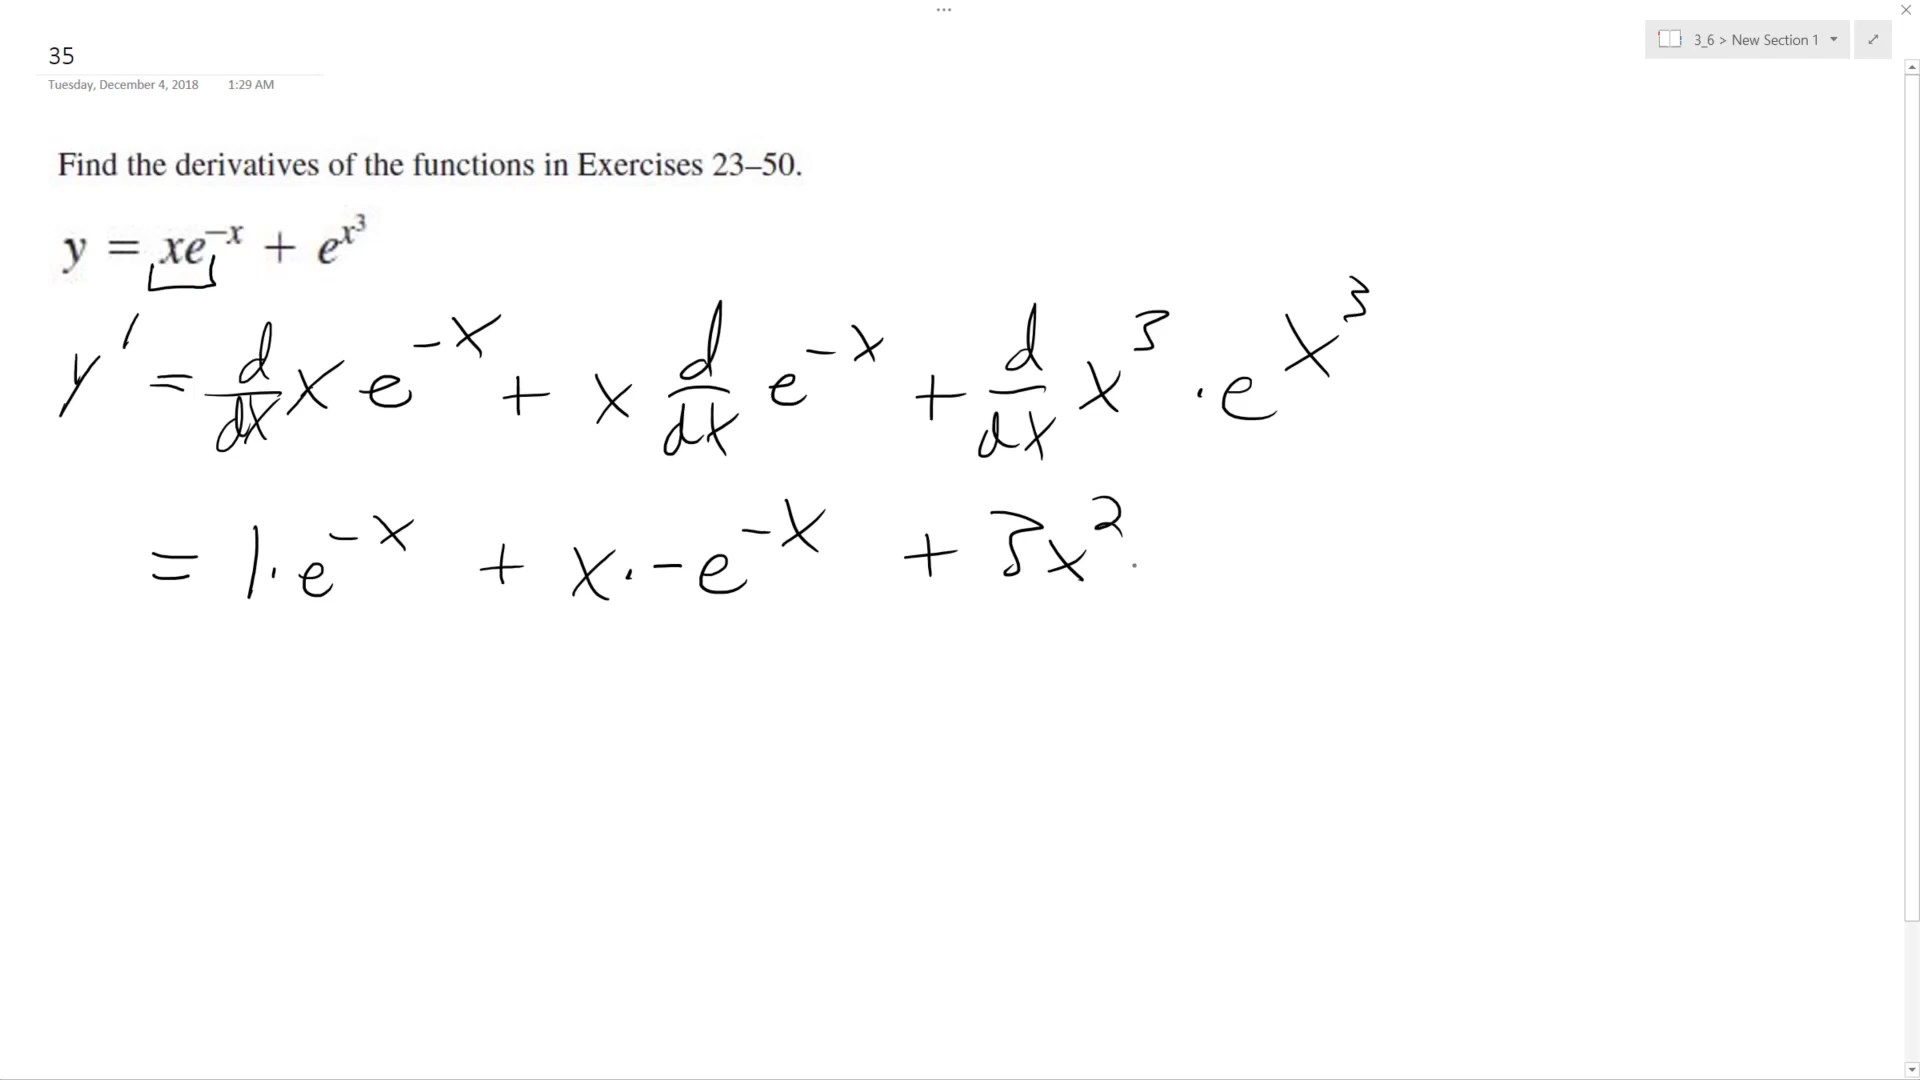 ...
3_6 > New Section 1
35
Tuesday, December 4, 2018 1:29 AM
Find the derivatives of the functions in Exercises 23–50.
y = xe^{-x} + e^{x^3}
y' = d/dx x e^{-x} + x d/dx e^{-x} + d/dx x^3 · e^{x^3}
= 1 · e^{-x} + x · -e^{-x} + 3x^2 ·